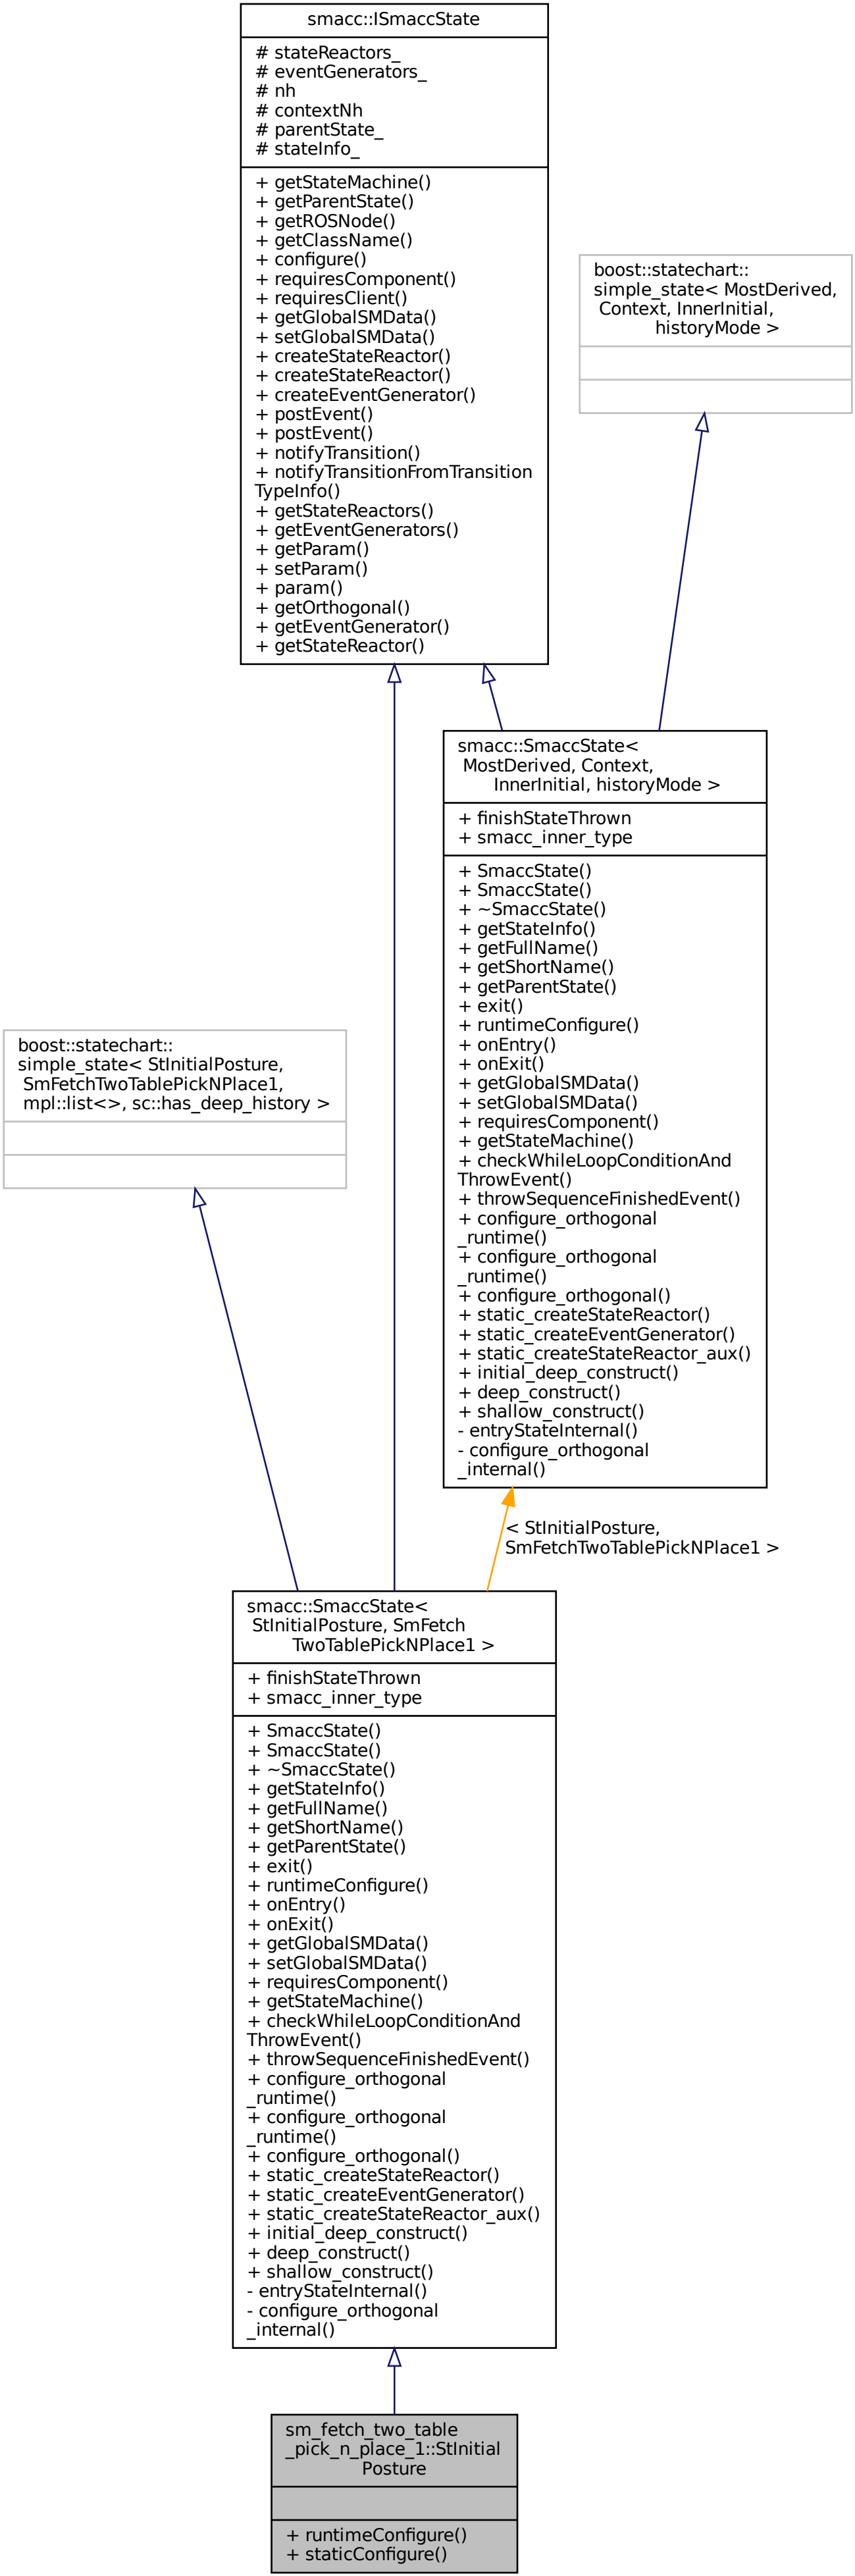 smacc::ISmaccState
# stateReactors_
# eventGenerators_
# nh
# contextNh
# parentState_
# stateInfo_
+ getStateMachine()
+ getParentState()
+ getROSNode()
+ getClassName()
+ configure()
+ requiresComponent()
+ requiresClient()
+ getGlobalSMData()
+ setGlobalSMData()
+ createStateReactor()
+ createStateReactor()
+ createEventGenerator()
+ postEvent()
+ postEvent()
+ notifyTransition()
+ notifyTransitionFromTransition
TypeInfo()
+ getStateReactors()
+ getEventGenerators()
+ getParam()
+ setParam()
+ param()
+ getOrthogonal()
+ getEventGenerator()
+ getStateReactor()
boost::statechart::
simple_state< MostDerived,
Context, InnerInitial,
historyMode >
smacc::SmaccState<
MostDerived, Context,
InnerInitial, historyMode >
+ finishStateThrown
+ smacc_inner_type
+ SmaccState()
+ SmaccState()
+ ~SmaccState()
+ getStateInfo()
+ getFullName()
+ getShortName()
+ getParentState()
+ exit()
+ runtimeConfigure()
+ onEntry()
+ onExit()
+ getGlobalSMData()
+ setGlobalSMData()
+ requiresComponent()
+ getStateMachine()
+ checkWhileLoopConditionAnd
ThrowEvent()
+ throwSequenceFinishedEvent()
+ configure_orthogonal
_runtime()
+ configure_orthogonal
_runtime()
+ configure_orthogonal()
+ static_createStateReactor()
+ static_createEventGenerator()
+ static_createStateReactor_aux()
+ initial_deep_construct()
+ deep_construct()
+ shallow_construct()
- entryStateInternal()
- configure_orthogonal
_internal()
boost::statechart::
simple_state< StInitialPosture,
SmFetchTwoTablePickNPlace1,
mpl::list<>, sc::has_deep_history >
< StInitialPosture,
SmFetchTwoTablePickNPlace1 >
smacc::SmaccState<
StInitialPosture, SmFetch
TwoTablePickNPlace1 >
+ finishStateThrown
+ smacc_inner_type
+ SmaccState()
+ SmaccState()
+ ~SmaccState()
+ getStateInfo()
+ getFullName()
+ getShortName()
+ getParentState()
+ exit()
+ runtimeConfigure()
+ onEntry()
+ onExit()
+ getGlobalSMData()
+ setGlobalSMData()
+ requiresComponent()
+ getStateMachine()
+ checkWhileLoopConditionAnd
ThrowEvent()
+ throwSequenceFinishedEvent()
+ configure_orthogonal
_runtime()
+ configure_orthogonal
_runtime()
+ configure_orthogonal()
+ static_createStateReactor()
+ static_createEventGenerator()
+ static_createStateReactor_aux()
+ initial_deep_construct()
+ deep_construct()
+ shallow_construct()
- entryStateInternal()
- configure_orthogonal
_internal()
sm_fetch_two_table
_pick_n_place_1::StInitial
Posture
+ runtimeConfigure()
+ staticConfigure()